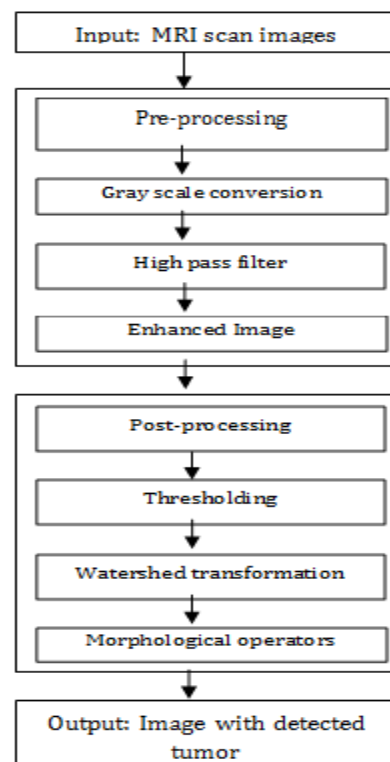 Input: MRI scan images
Pre-processing
Gray scale conversion
High pass filter
Enhanced Image
Post-processing
Thresholding
Watershed transformation
Morphological operators
Output: Image with detected
tumor